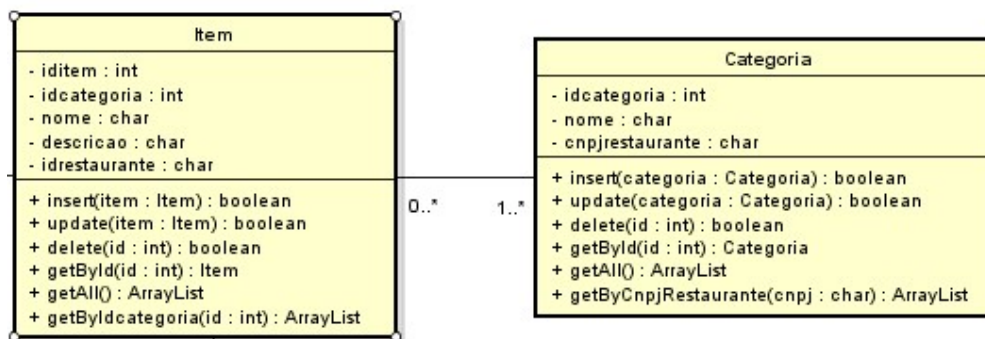 Item
- iditem : int
- idcategoria : int
- nome : char
- descricao : char
- idrestaurante : char
+ insert(item : Item) : boolean
+ update(item : Item) : boolean
+ delete(id : int) : boolean
+ getById(id : int) : Item
+ getAll() : ArrayList
+ getByIdcategoria(id : int) : ArrayList
0..*
1..*
Categoria
- idcategoria : int
- nome : char
- cnpjrestaurante : char
+ insert(categoria : Categoria) : boolean
+ update(categoria : Categoria) : boolean
+ delete(id : int) : boolean
+ getById(id : int) : Categoria
+ getAll() : ArrayList
+ getByCnpjRestaurante(cnpj : char) : ArrayList